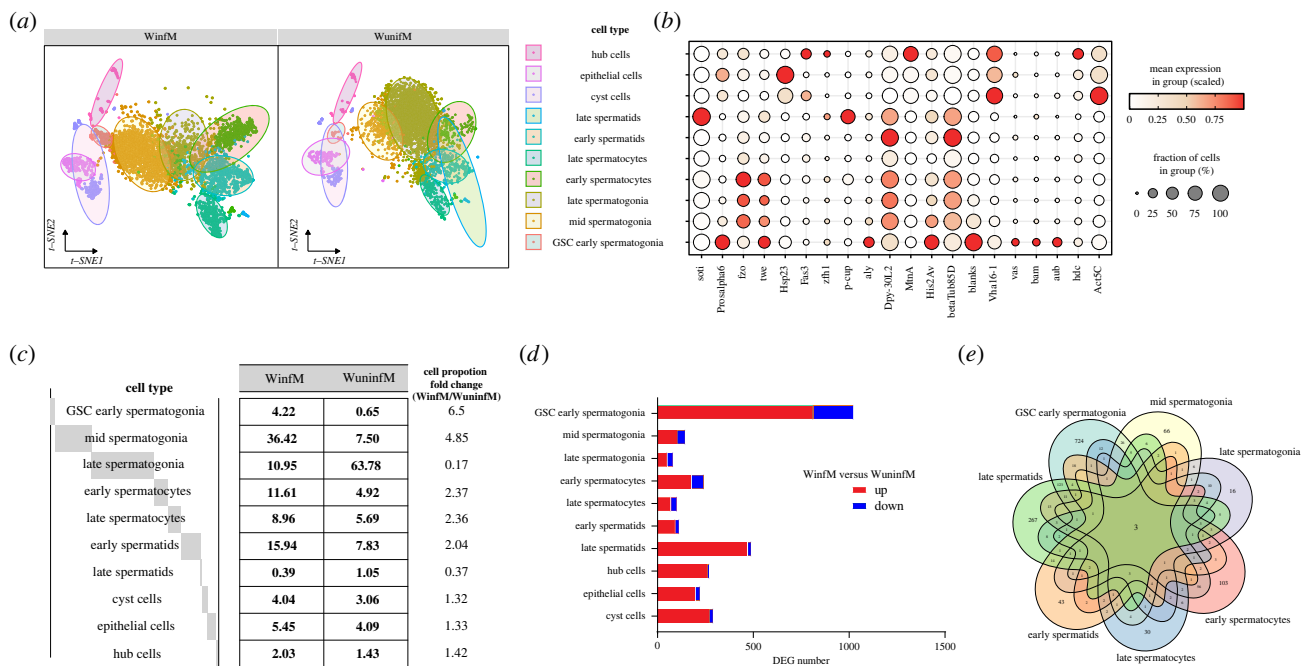 (a)
WinfM WunifM
t–SNE2
t–SNE1
t–SNE2
t–SNE1
cell type
(b)
hub cells
epithelial cells
cyst cells
late spermatids
early spermatids
late spermatocytes
early spermatocytes
late spermatogonia
mid spermatogonia
GSC early spermatogonia
soti Prosalpha6 fzo twe Hsp23 Fas3 zfh1 p-cup aly Dpy-30L2 MtnA His2Av betaTub85D blanks Vha16-1 vas bam aub hdc Act5C
mean expression
in group (scaled)
0 0.25 0.50 0.75
fraction of cells
in group (%)
0 25 50 75 100
(c)
cell type WinfM WuninfM cell propotion
fold change
(WinfM/WuninfM)
GSC early spermatogonia 4.22 0.65 6.5
mid spermatogonia 36.42 7.50 4.85
late spermatogonia 10.95 63.78 0.17
early spermatocytes 11.61 4.92 2.37
late spermatocytes 8.96 5.69 2.36
early spermatids 15.94 7.83 2.04
late spermatids 0.39 1.05 0.37
cyst cells 4.04 3.06 1.32
epithelial cells 5.45 4.09 1.33
hub cells 2.03 1.43 1.42
(d)
GSC early spermatogonia
mid spermatogonia
late spermatogonia
early spermatocytes
late spermatocytes
early spermatids
late spermatids
hub cells
epithelial cells
cyst cells
WinfM versus WuninfM
up
down
0 500 1000 1500
DEG number
(e)
mid spermatogonia
GSC early spermatogonia
late spermatogonia
late spermatids
early spermatids
late spermatocytes
early spermatocytes
724
66
16
103
30
43
267
3